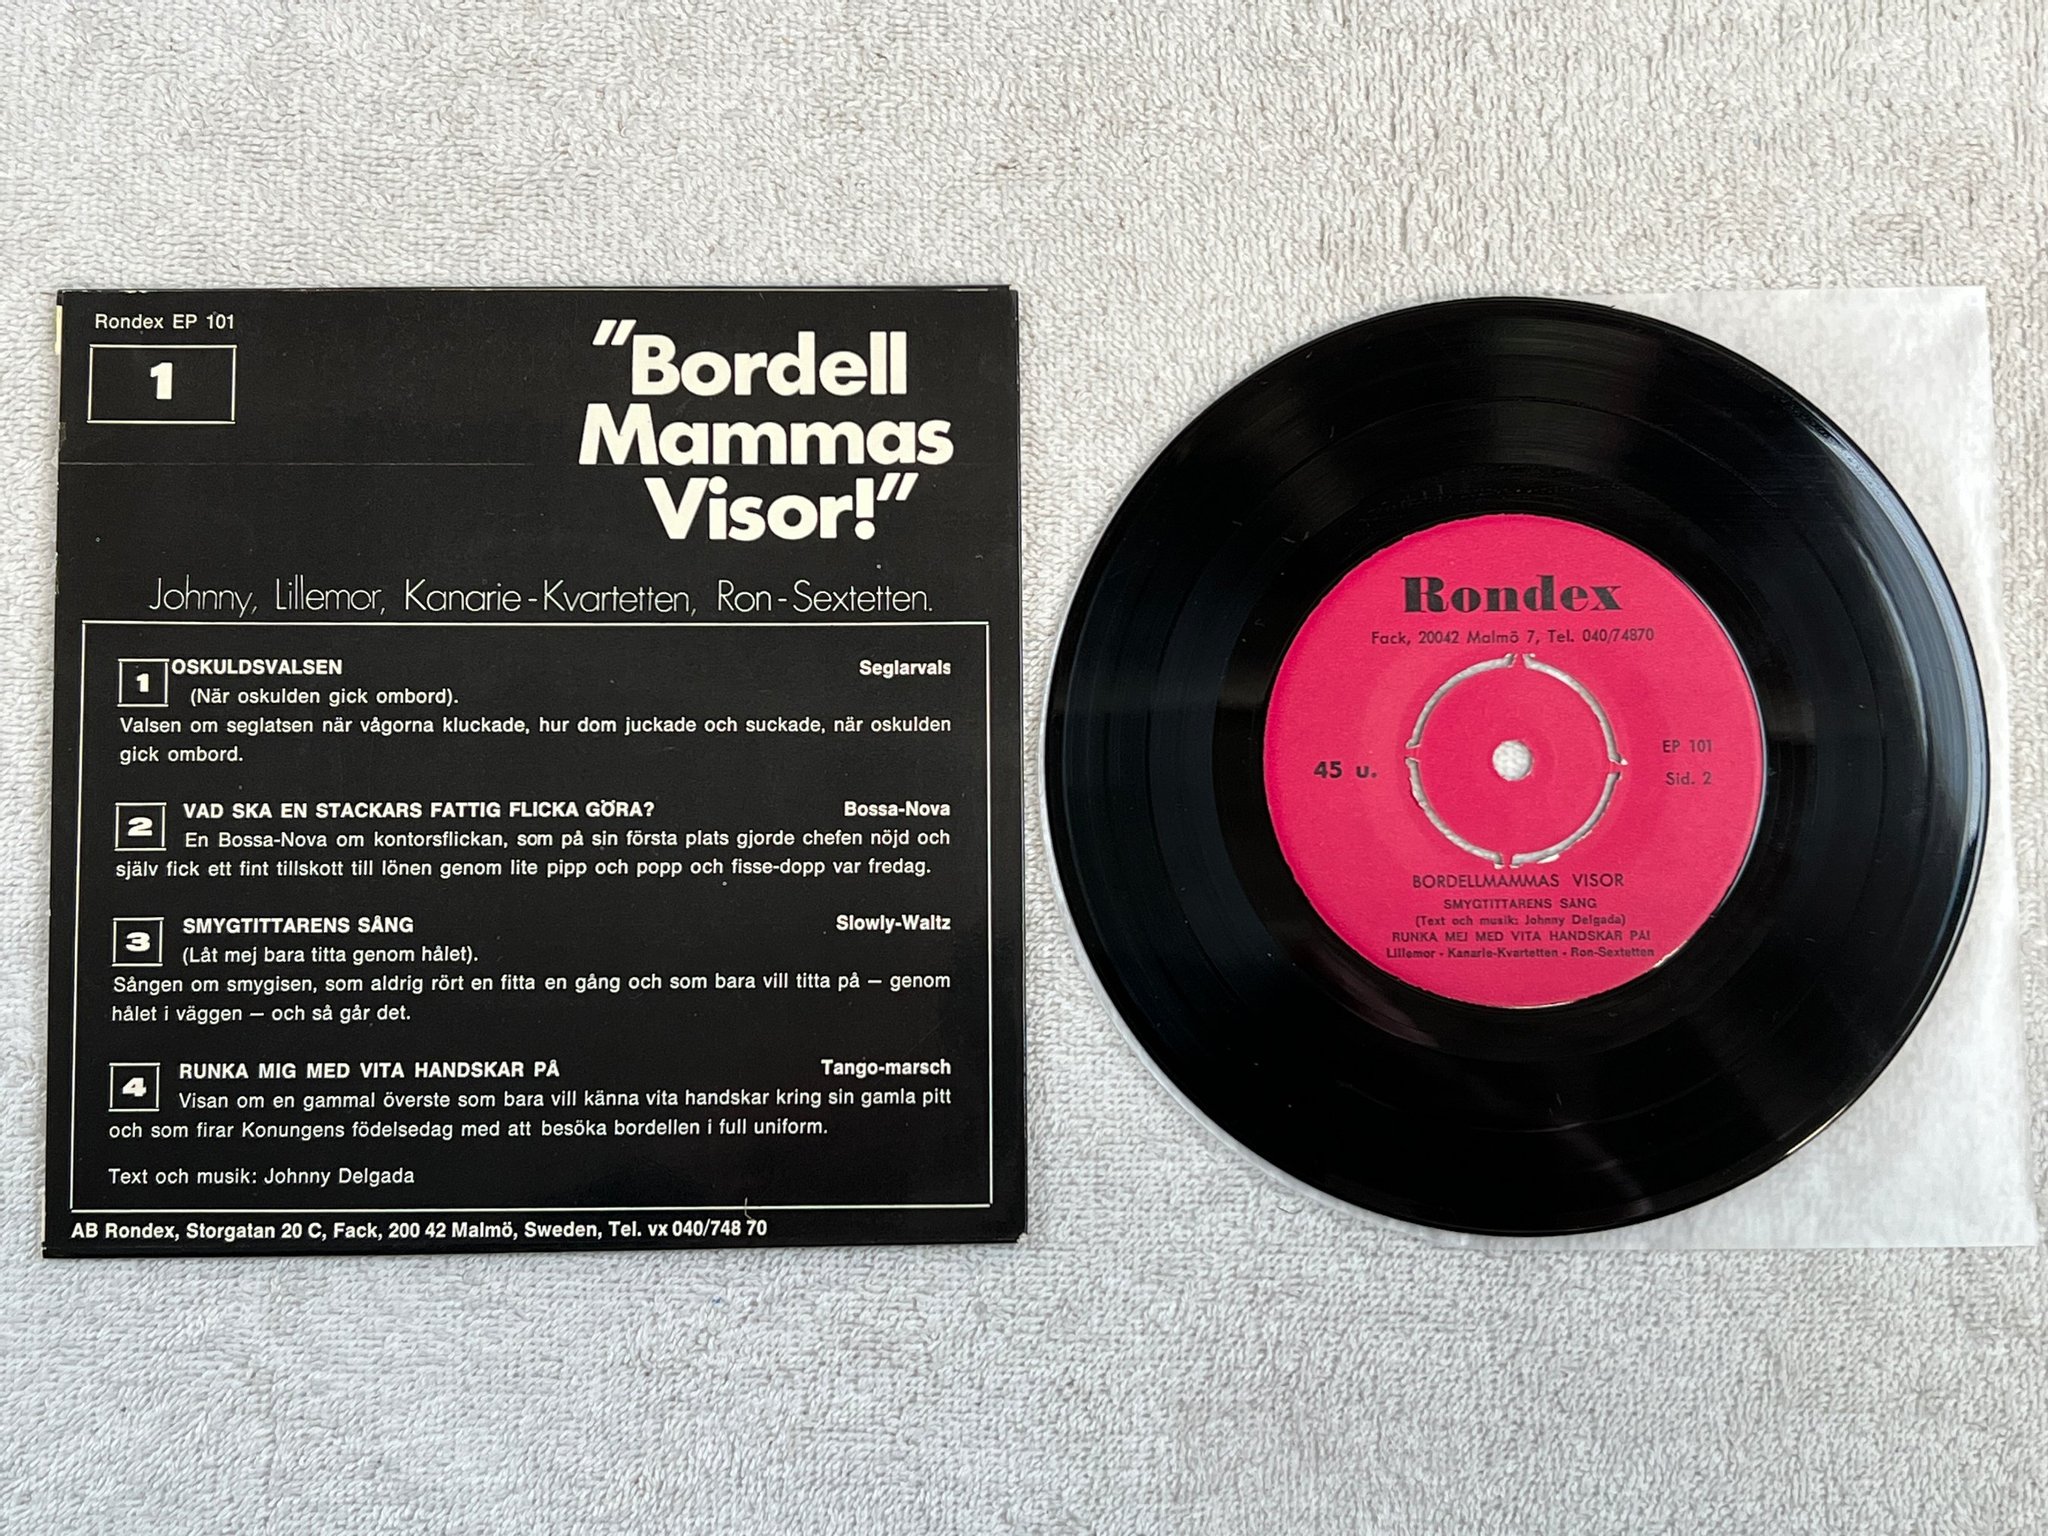 Rondex EP 101
1
"Bordell
Mammas
Visor!"
Johnny, Lillemor, Kanarie-Kvartetten, Ron-Sextetten.
1 OSKULDSVALSEN Seglarvals
(När oskulden gick ombord).
Valsen om seglatsen när vågorna kluckade, hur dom juckade och suckade, när oskulden
gick ombord.
2 VAD SKA EN STACKARS FATTIG FLICKA GÖRA? Bossa-Nova
En Bossa-Nova om kontorsflickan, som på sin första plats gjorde chefen nöjd och
själv fick ett fint tillskott till lönen genom lite pipp och popp och fisse-dopp var fredag.
3 SMYGTITTARENS SÅNG Slowly-Waltz
(Låt mej bara titta genom hålet).
Sången om smygisen, som aldrig rört en fitta en gång och som bara vill titta på — genom
hålet i väggen — och så går det.
4 RUNKA MIG MED VITA HANDSKAR PÅ Tango-marsch
Visan om en gammal överste som bara vill känna vita handskar kring sin gamla pitt
och som firar Konungens födelsedag med att besöka bordellen i full uniform.
Text och musik: Johnny Delgada
AB Rondex, Storgatan 20 C, Fack, 200 42 Malmö, Sweden, Tel. vx 040/748 70
Rondex
Fack, 20042 Malmö 7, Tel. 040/74870
45 u.
EP 101
Sid. 2
BORDELLMAMMAS VISOR
SMYGTITTARENS SÅNG
(Text och musik: Johnny Delgada)
RUNKA MEJ MED VITA HANDSKAR PÅ!
Lillemor - Kanarie-Kvartetten - Ron-Sextetten